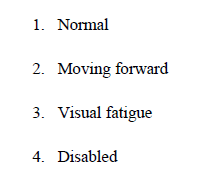 1. Normal
2. Moving forward
3. Visual fatigue
4. Disabled